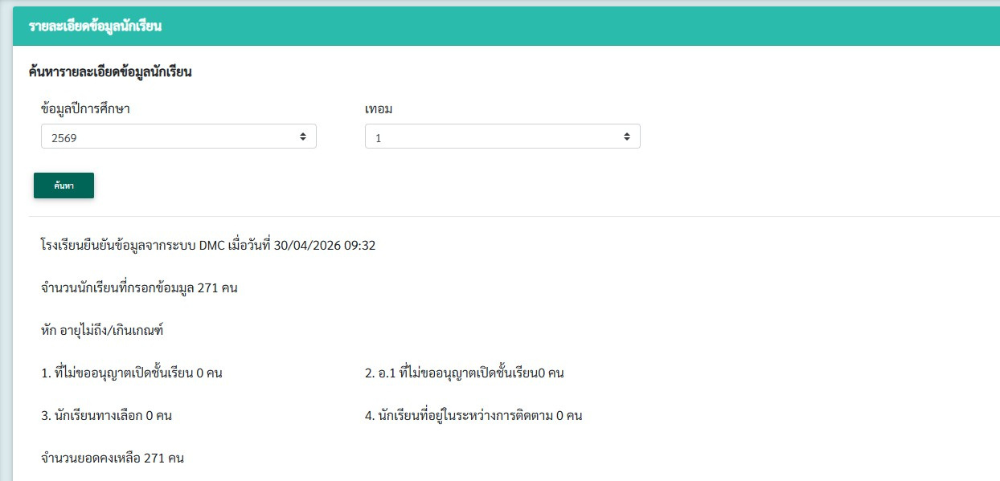 รายละเอียดข้อมูลนักเรียน
ค้นหารายละเอียดข้อมูลนักเรียน
ข้อมูลปีการศึกษา เทอม
2569 1
ค้นหา
โรงเรียนยืนยันข้อมูลจากระบบ DMC เมื่อวันที่ 30/04/2026 09:32
จำนวนนักเรียนที่กรอกข้อมมูล 271 คน
หัก อายุไม่ถึง/เกินเกณฑ์
1. ที่ไม่ขออนุญาตเปิดชั้นเรียน 0 คน 2. อ.1 ที่ไม่ขออนุญาตเปิดชั้นเรียน0 คน
3. นักเรียนทางเลือก 0 คน 4. นักเรียนที่อยู่ในระหว่างการติดตาม 0 คน
จำนวนยอดคงเหลือ 271 คน